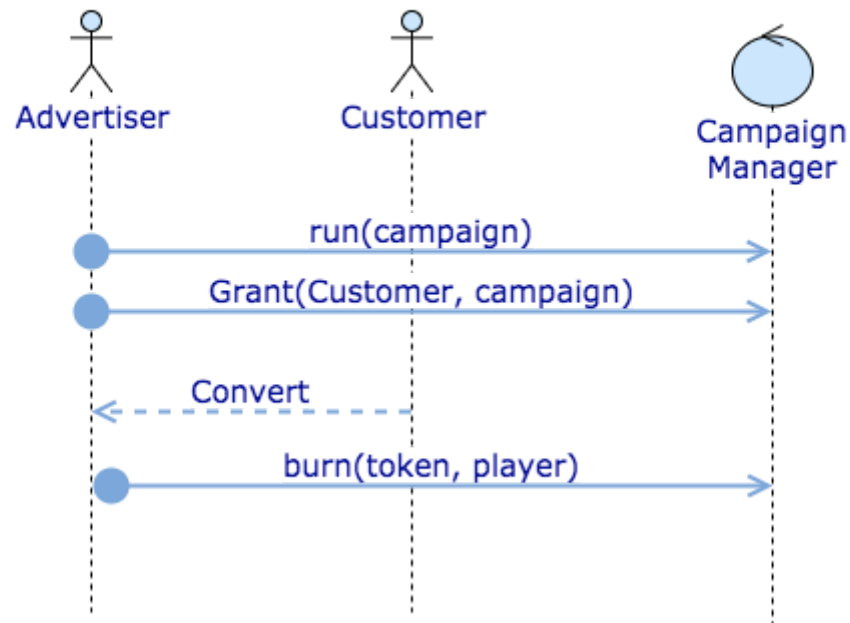 Advertiser
Customer
Campaign
Manager
run(campaign)
Grant(Customer, campaign)
Convert
burn(token, player)